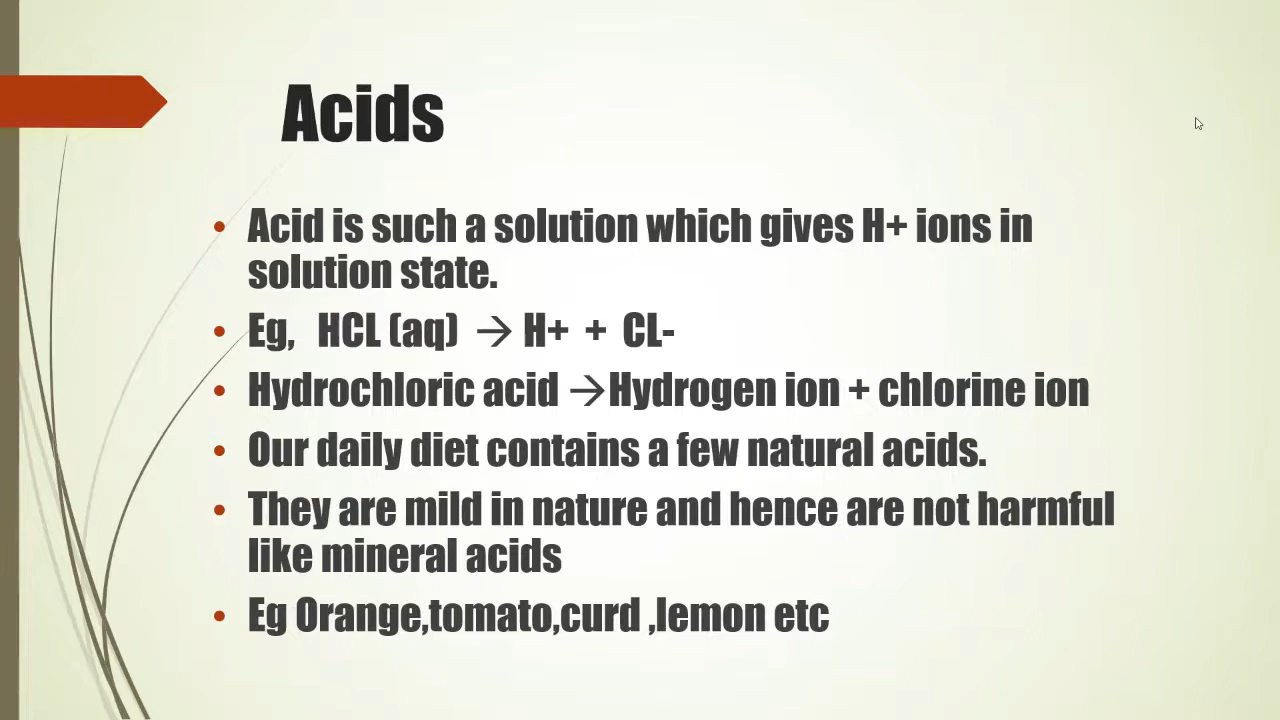 Acids
• Acid is such a solution which gives H+ ions in
solution state.
• Eg, HCL (aq) → H+ + CL-
• Hydrochloric acid →Hydrogen ion + chlorine ion
• Our daily diet contains a few natural acids.
• They are mild in nature and hence are not harmful
like mineral acids
• Eg Orange,tomato,curd ,lemon etc